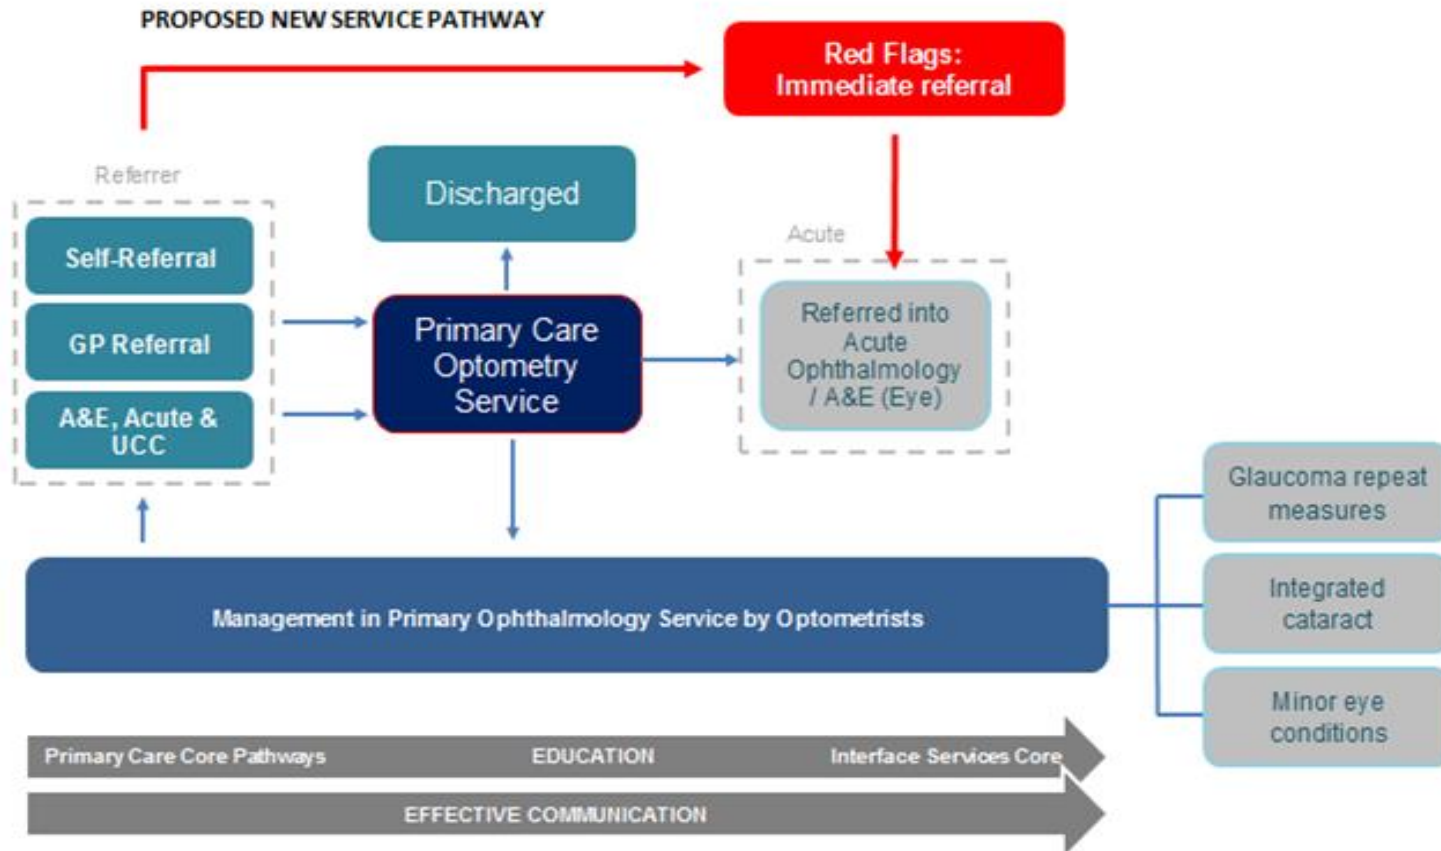 PROPOSED NEW SERVICE PATHWAY
Red Flags:
Immediate referral
Referrer
Discharged
Acute
Self-Referral
GP Referral
A&E, Acute &
UCC
Primary Care
Optometry
Service
Referred into
Acute
Ophthalmology
/ A&E (Eye)
Glaucoma repeat
measures
Integrated
cataract
Minor eye
conditions
Management in Primary Ophthalmology Service by Optometrists
Primary Care Core Pathways EDUCATION Interface Services Core
EFFECTIVE COMMUNICATION